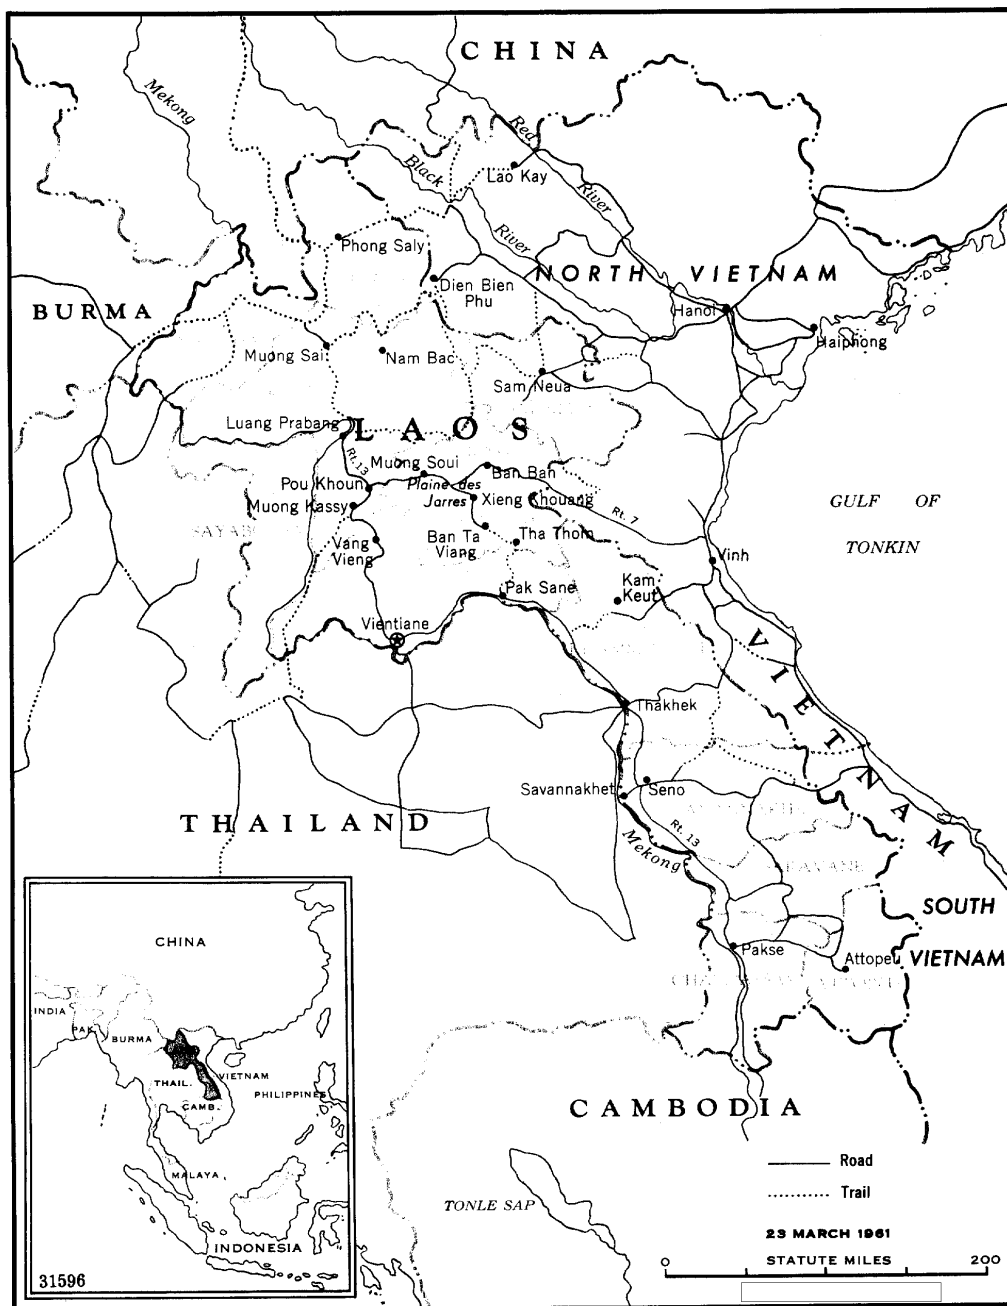 CHINA
Mekong
Red
River
Black
River
Lao Kay
Phong Saly
Dien Bien
Phu
NORTH VIETNAM
BURMA
Hanoi
Haiphong
Muong Sai
Nam Bac
Sam Neua
Luang Prabang
LAOS
Rt. 13
Muong Soui
Ban Ban
Pou Khoun
Plaine des
Jarres
Xieng Khouang
Muong Kassy
Rt. 7
GULF OF
TONKIN
Vang
Vieng
Ban Ta
Viang
Tha Thom
Vinh
Pak Sane
Kam
Keut
Vientiane
VIETNAM
Thakhek
Savannakhet
Seno
THAILAND
Rt. 13
Mekong
SOUTH
VIETNAM
Pakse
Attopeu
CAMBODIA
TONLE SAP
CHINA
INDIA
PAK.
BURMA
THAIL.
VIETNAM
CAMB.
PHILIPPINES
MALAYA
INDONESIA
31596
Road
Trail
23 MARCH 1961
STATUTE MILES
0 200